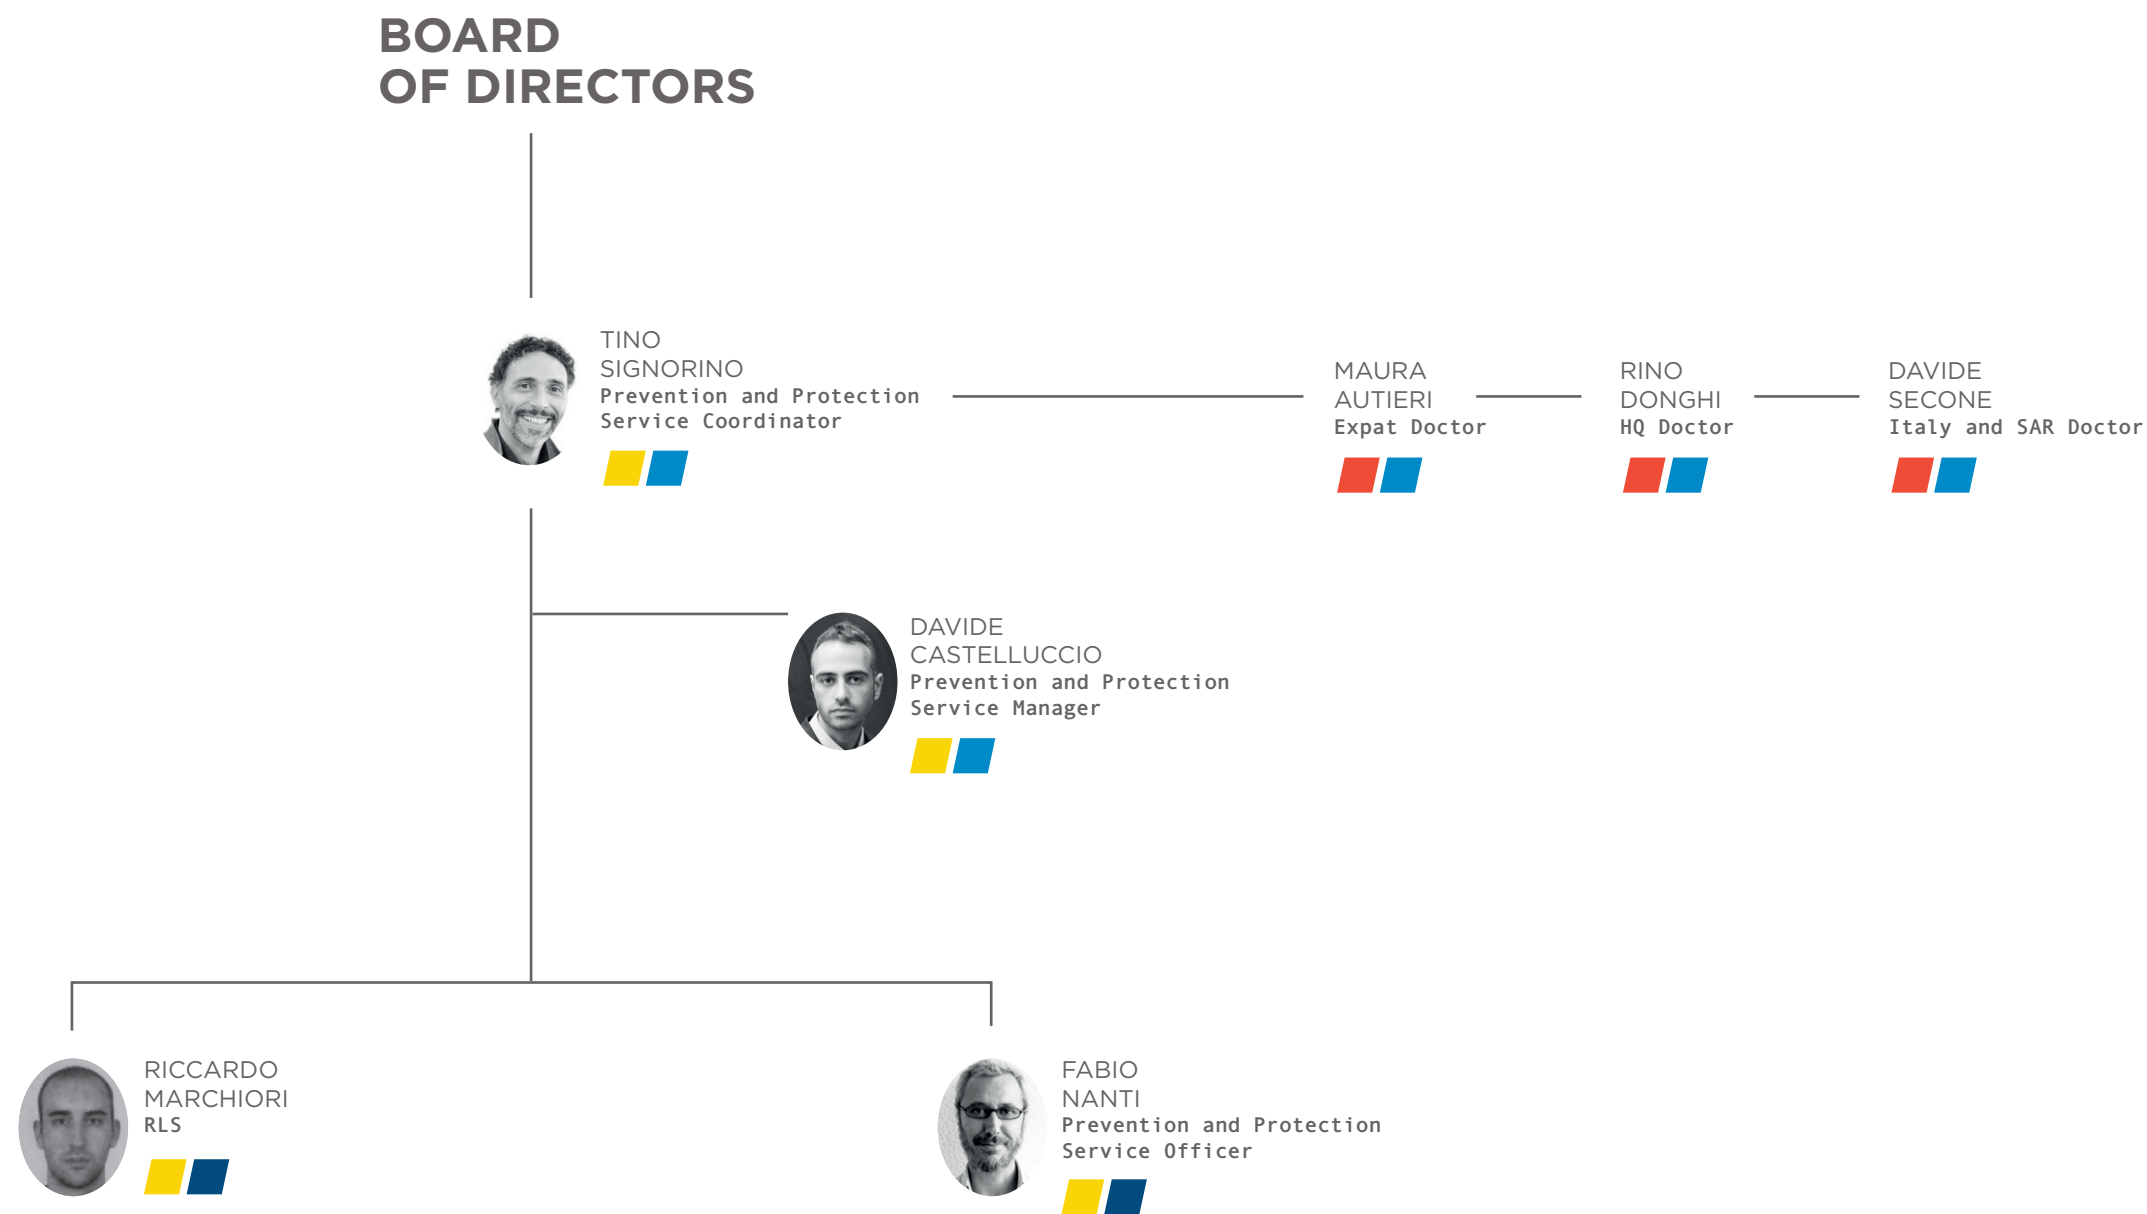 BOARD
OF DIRECTORS
TINO
SIGNORINO
Prevention and Protection
Service Coordinator
MAURA
AUTIERI
Expat Doctor
RINO
DONGHI
HQ Doctor
DAVIDE
SECONE
Italy and SAR Doctor
DAVIDE
CASTELLUCCIO
Prevention and Protection
Service Manager
RICCARDO
MARCHIORI
RLS
FABIO
NANTI
Prevention and Protection
Service Officer